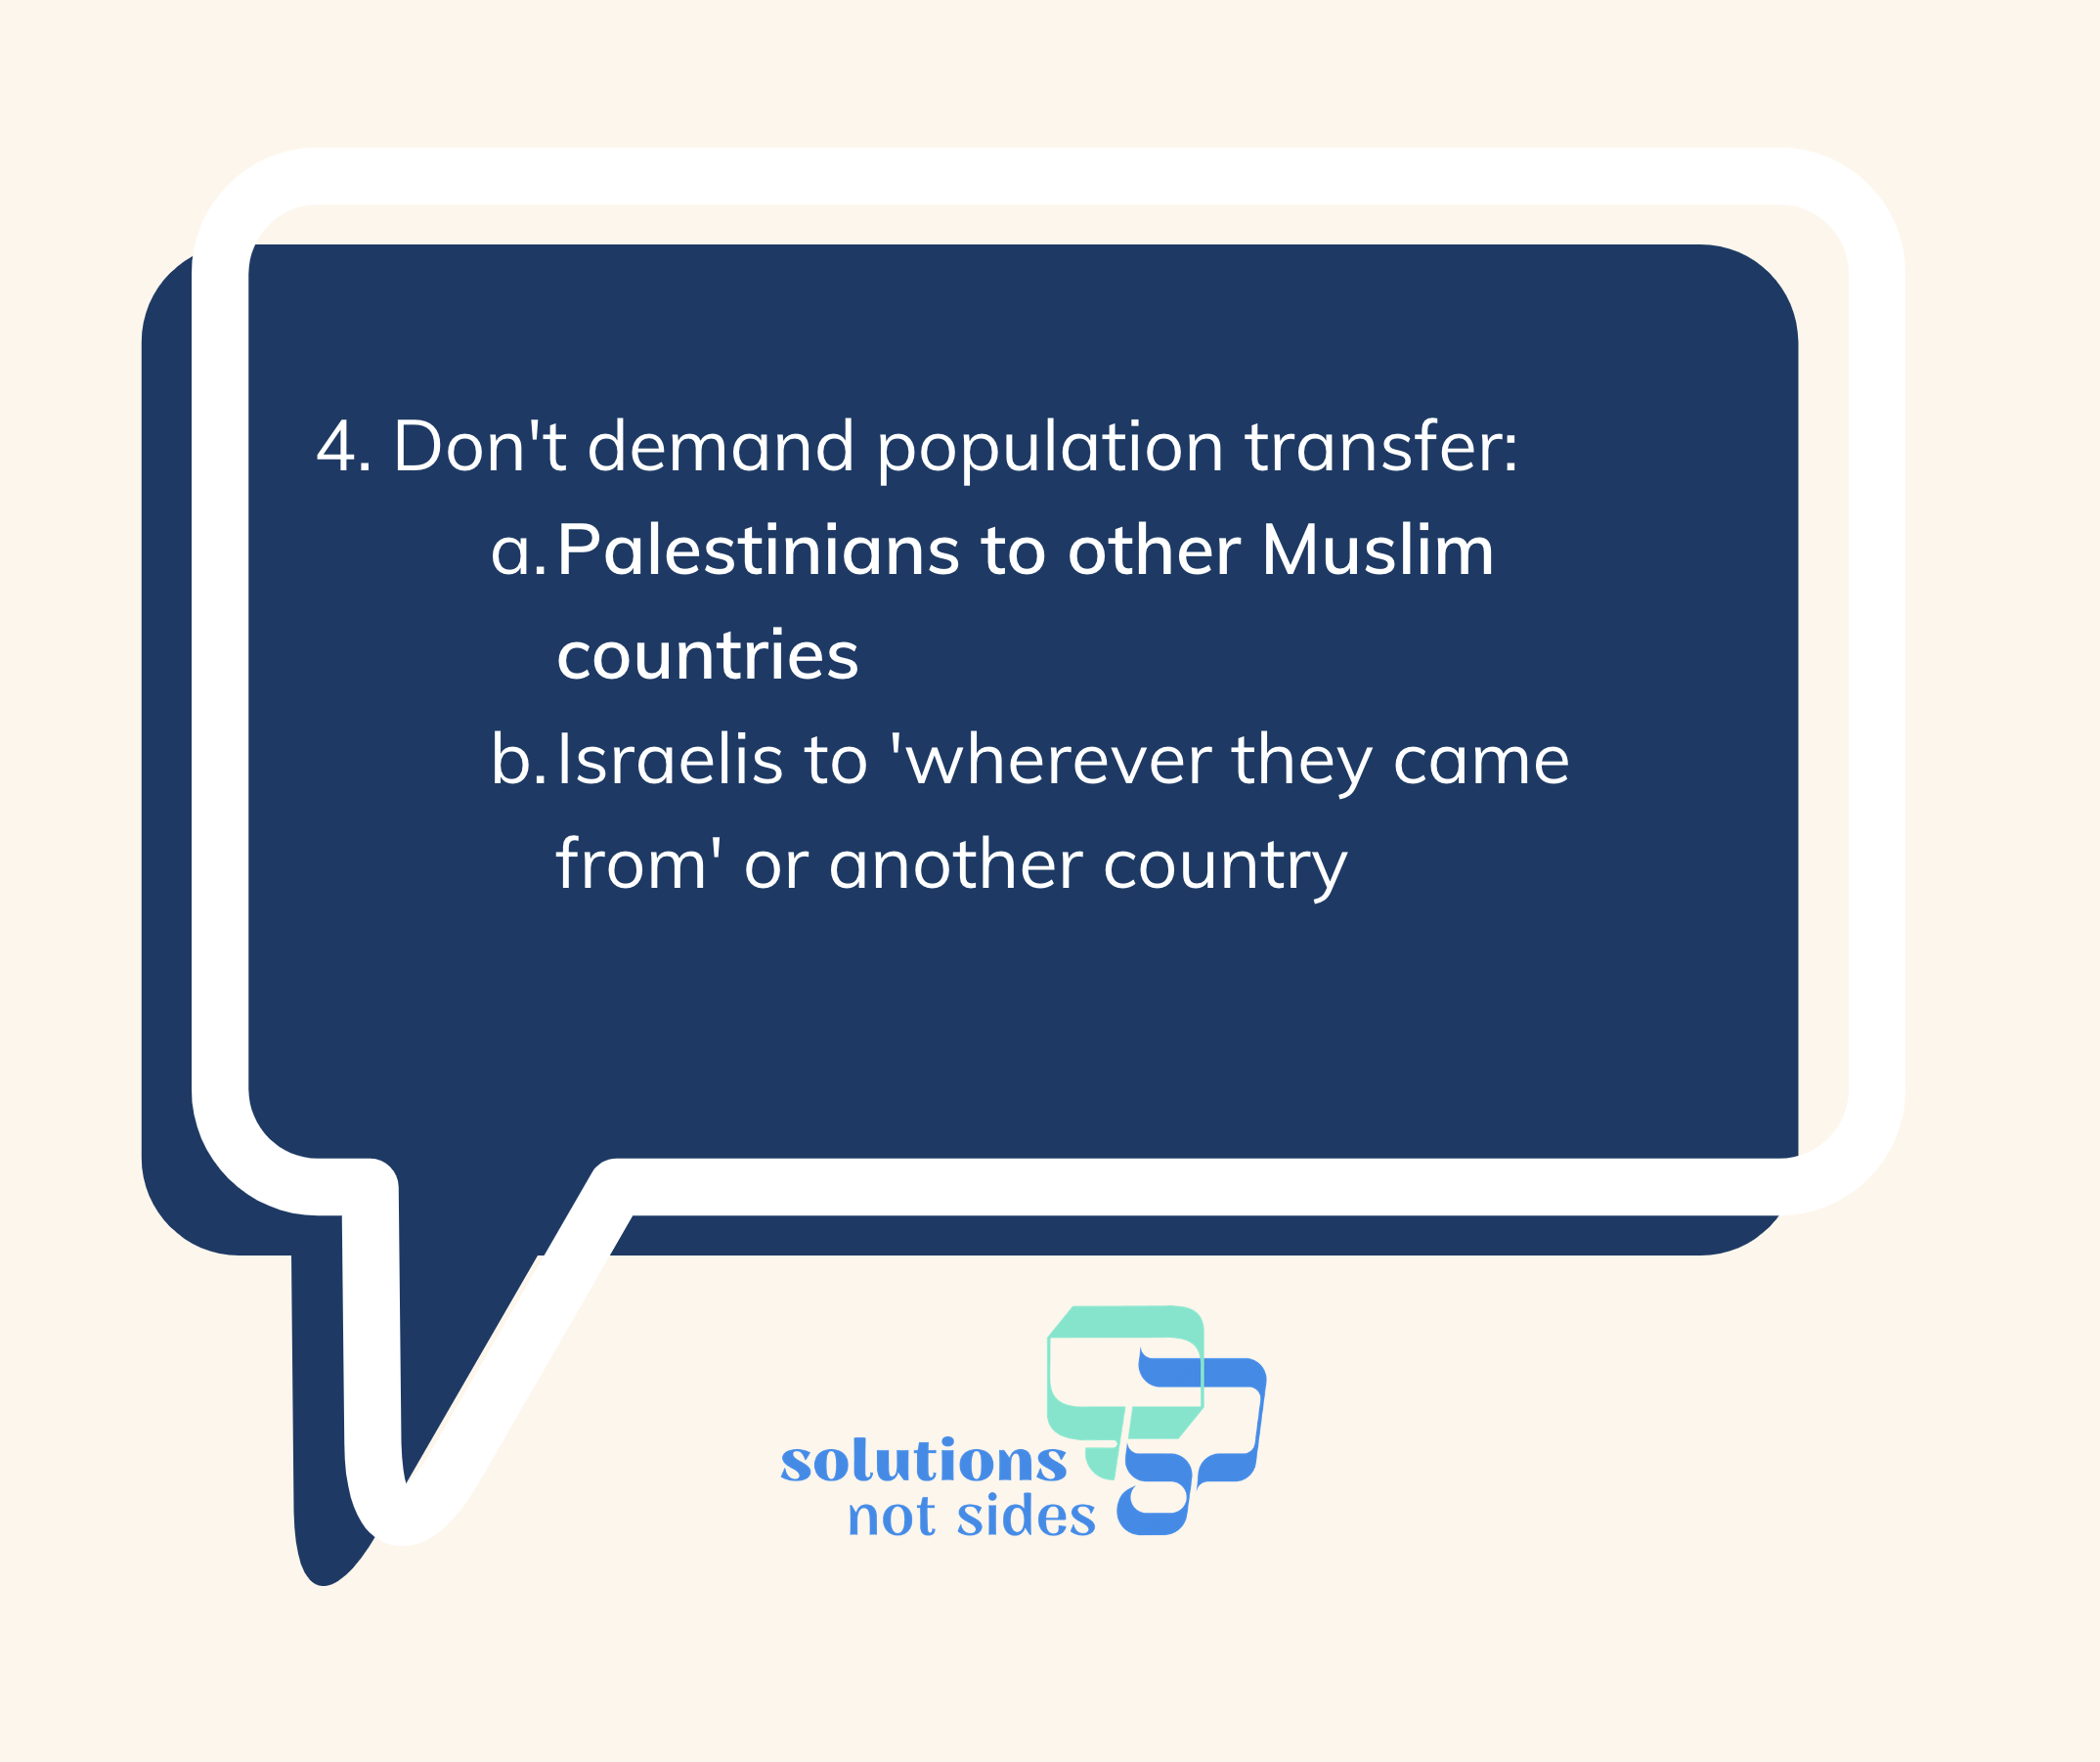 4. Don't demand population transfer:
a. Palestinians to other Muslim
countries
b. Israelis to 'wherever they came
from' or another country
solutions
not sides